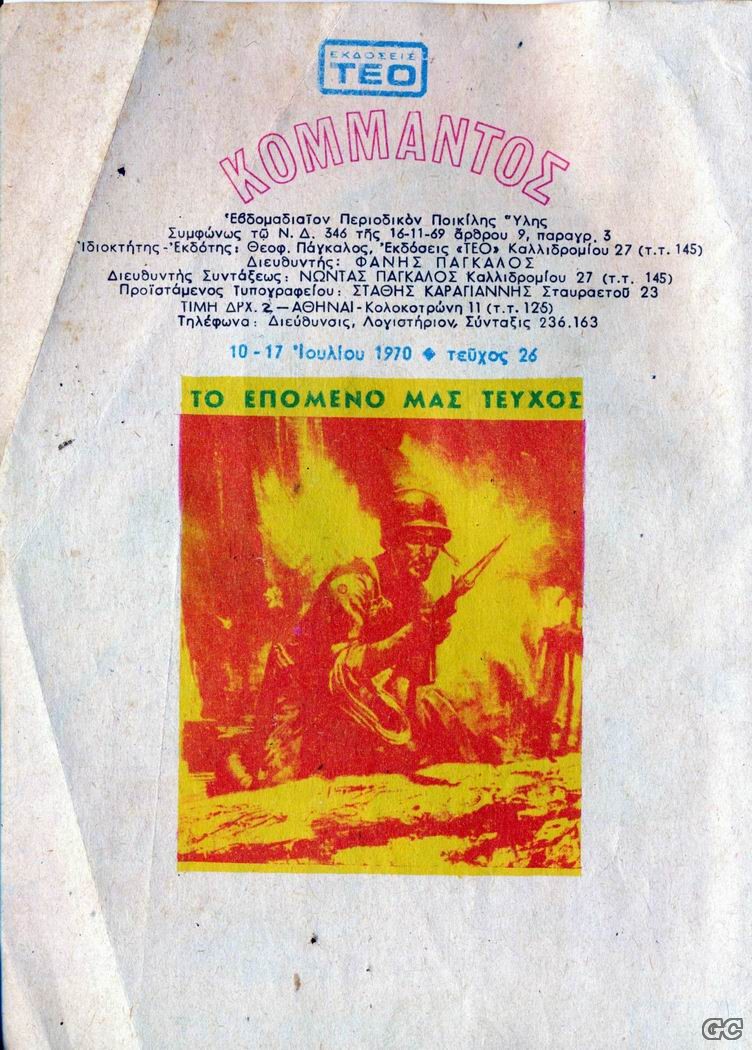 ΕΚΔΟΣΕΙΣ
ΤΕΟ
ΚΟΜΜΑΝΤΟΣ
Ἑβδομαδιαῖον Περιοδικὸν Ποικίλης Ὕλης
Συμφώνως τῷ Ν. Δ. 346 τῆς 16-11-69 ἄρθρου 9, παραγρ. 3
Ἰδιοκτήτης-Ἐκδότης: Θεοφ. Πάγκαλος, Ἐκδόσεις «ΤΕΟ» Καλλιδρομίου 27 (τ.τ. 145)
Διευθυντής: ΦΑΝΗΣ ΠΑΓΚΑΛΟΣ
Διευθυντὴς Συντάξεως: ΝΩΝΤΑΣ ΠΑΓΚΑΛΟΣ Καλλιδρομίου 27 (τ.τ. 145)
Προϊστάμενος Τυπογραφείου: ΣΤΑΘΗΣ ΚΑΡΑΓΙΑΝΝΗΣ Σταυραετοῦ 23
ΤΙΜΗ ΔΡΧ. 2 — ΑΘΗΝΑΙ - Κολοκοτρώνη 11 (τ.τ. 125)
Τηλέφωνα: Διεύθυνσις, Λογιστήριον, Σύνταξις 236.163
10 - 17 Ἰουλίου 1970 ◆ τεῦχος 26
ΤΟ ΕΠΟΜΕΝΟ ΜΑΣ ΤΕΥΧΟΣ
GC